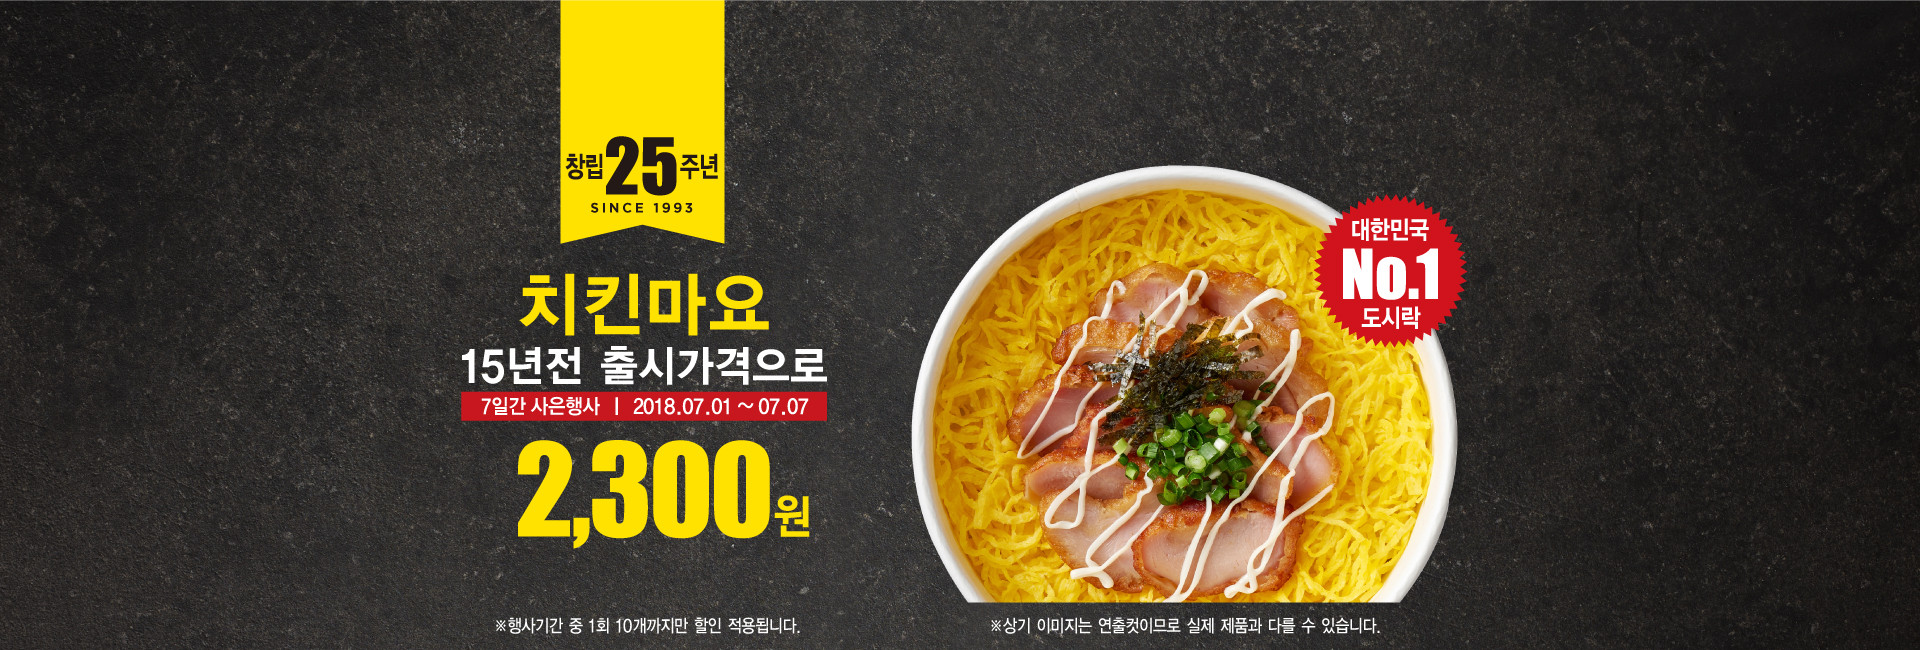 창립25주년
SINCE 1993
치킨마요
15년전 출시가격으로
7일간 사은행사 | 2018.07.01 ~ 07.07
2,300원
※행사기간 중 1회 10개까지만 할인 적용됩니다.
대한민국
No.1
도시락
※상기 이미지는 연출컷이므로 실제 제품과 다를 수 있습니다.